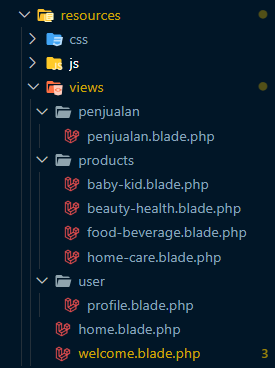 resources
css
js
views
penjualan
penjualan.blade.php
products
baby-kid.blade.php
beauty-health.blade.php
food-beverage.blade.php
home-care.blade.php
user
profile.blade.php
home.blade.php
welcome.blade.php 3